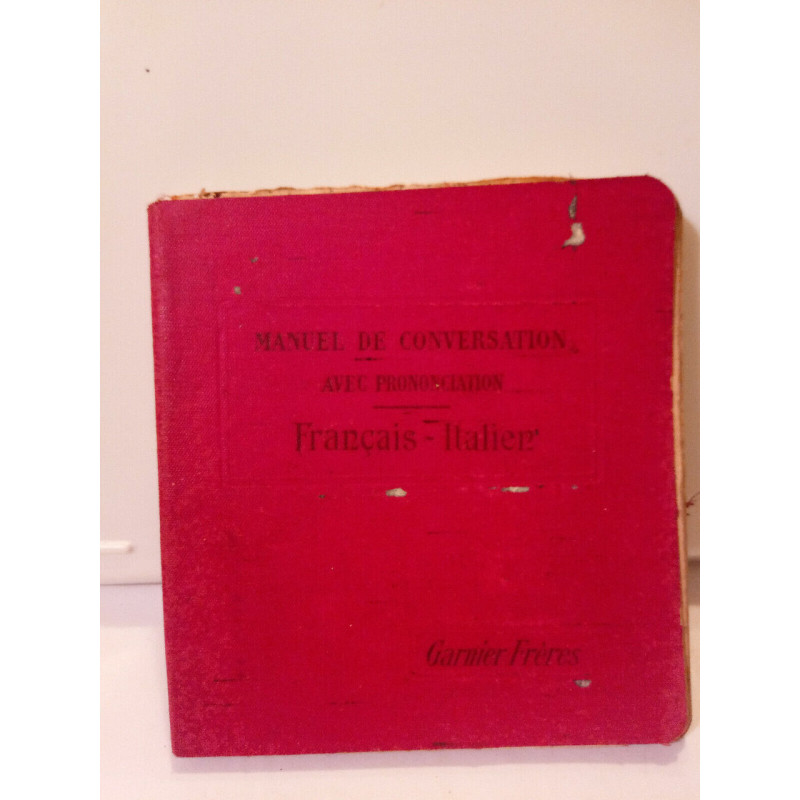 MANUEL DE CONVERSATION
AVEC PRONONCIATION
Français - Italien
Garnier Frères